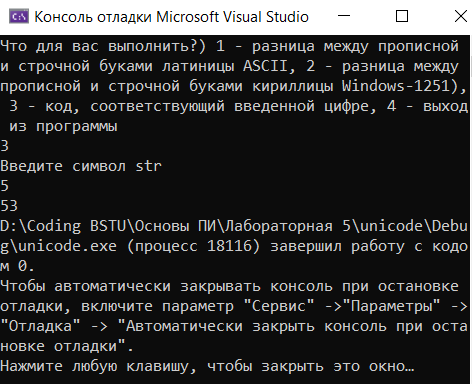 Консоль отладки Microsoft Visual Studio
Что для вас выполнить?) 1 - разница между прописной
и строчной буками латиницы ASCII, 2 - разница между
прописной и строчной буками кириллицы Windows-1251),
3 - код, соответствующий введенной цифре, 4 - выход
из программы
3
Введите символ str
5
53
D:\Coding BSTU\Основы ПИ\Лабораторная 5\unicode\Debu
g\unicode.exe (процесс 18116) завершил работу с кодо
м 0.
Чтобы автоматически закрывать консоль при остановке
отладки, включите параметр "Сервис" ->"Параметры" ->
"Отладка" -> "Автоматически закрыть консоль при оста
новке отладки".
Нажмите любую клавишу, чтобы закрыть это окно…